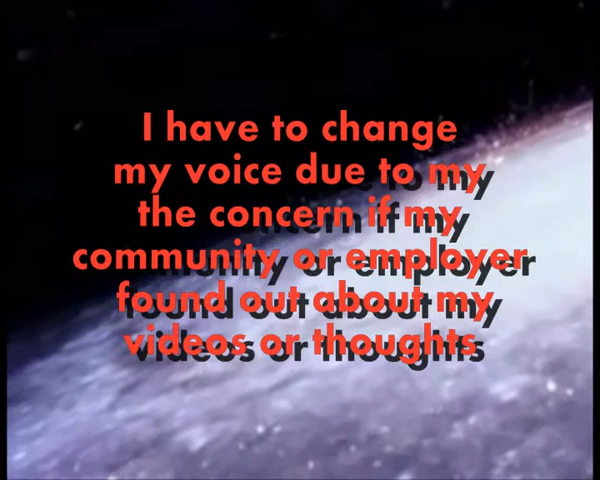 I have to change
my voice due to my
the concern if my
community or employer
found out about my
videos or thoughts